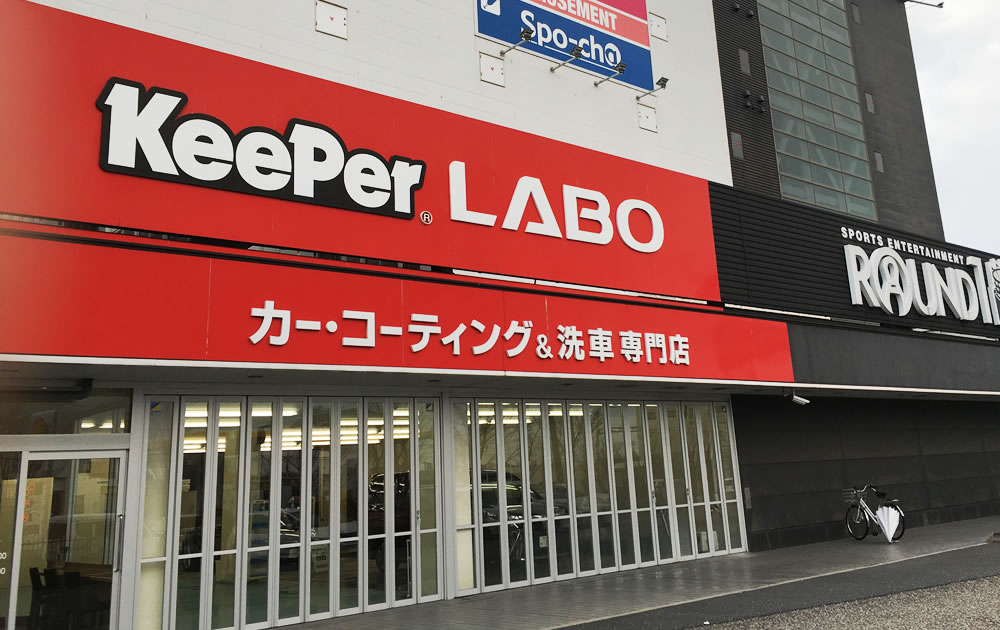 AMUSEMENT
Spo-cha
KeePer® LABO
カー・コーティング&洗車 専門店
SPORTS ENTERTAINMENT
ROUND1